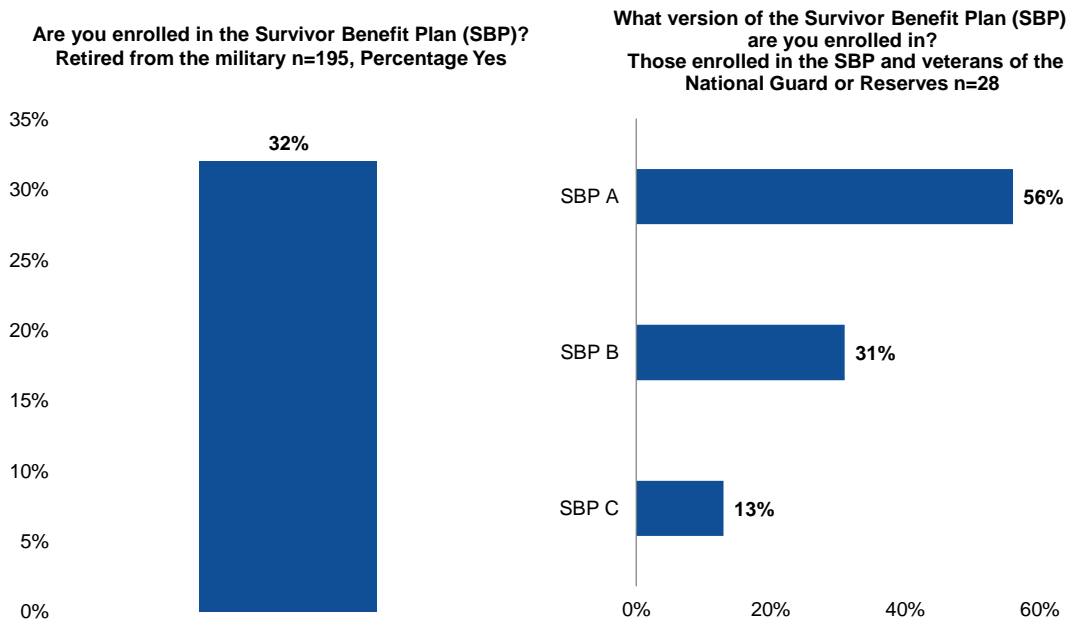 Are you enrolled in the Survivor Benefit Plan (SBP)?
Retired from the military n=195, Percentage Yes
35%
30%
25%
20%
15%
10%
5%
0%
32%
What version of the Survivor Benefit Plan (SBP)
are you enrolled in?
Those enrolled in the SBP and veterans of the
National Guard or Reserves n=28
SBP A
56%
SBP B
31%
SBP C
13%
0%
20%
40%
60%